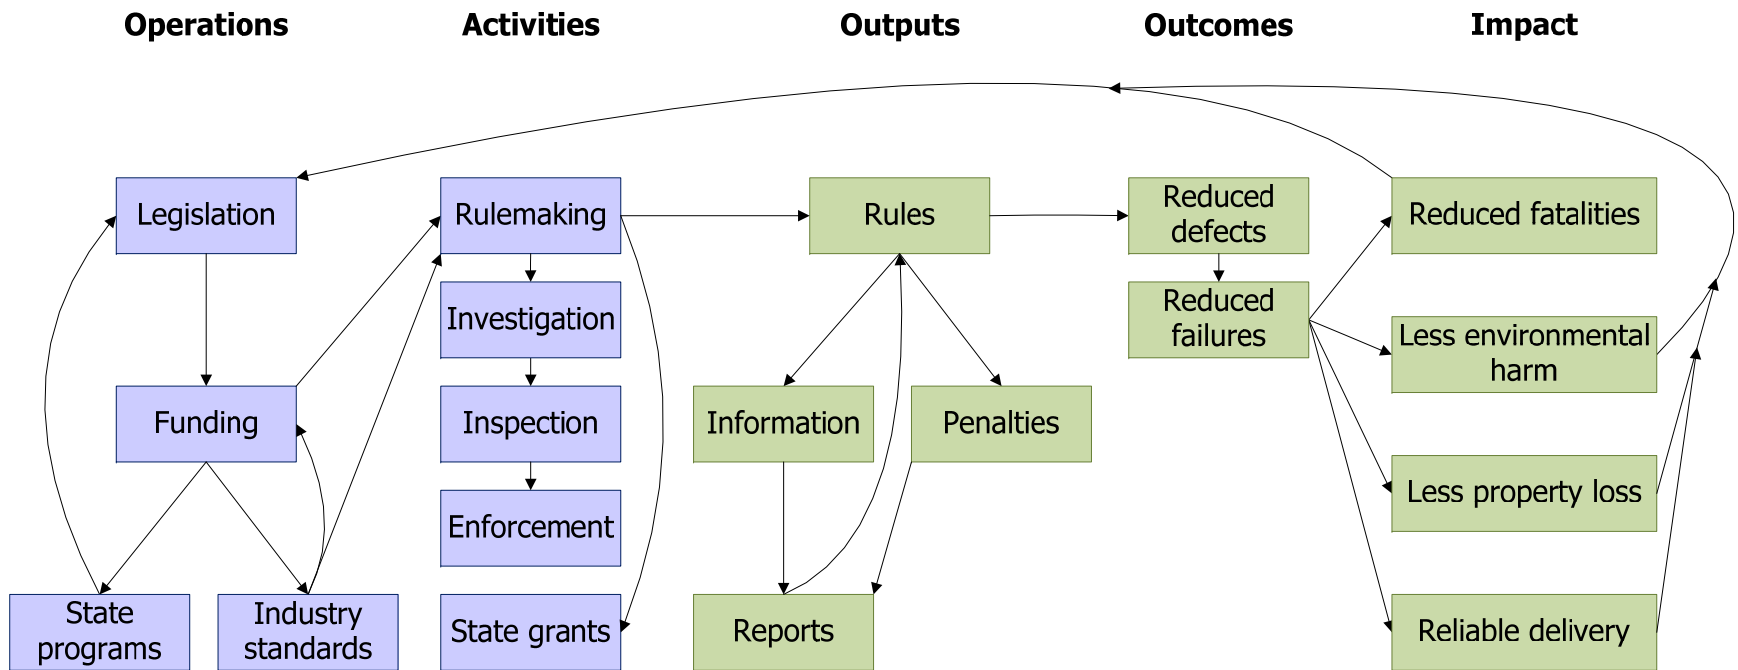 Operations Activities Outputs Outcomes Impact
Legislation
Funding
State
programs
Industry
standards
Rulemaking
Investigation
Inspection
Enforcement
State grants
Rules
Information
Penalties
Reports
Reduced
defects
Reduced
failures
Reduced fatalities
Less environmental
harm
Less property loss
Reliable delivery